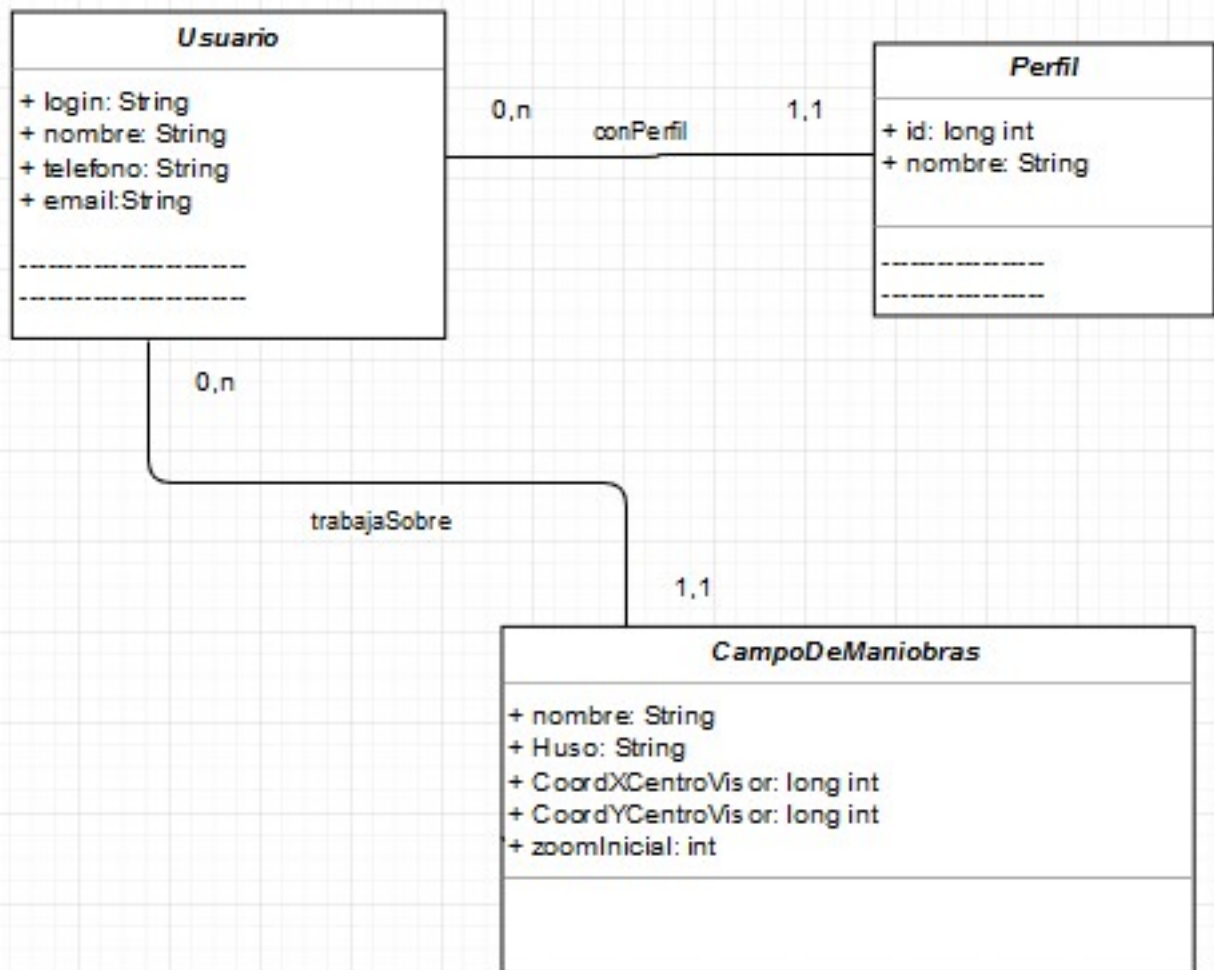 Usuario
+ login: String
+ nombre: String
+ telefono: String
+ email:String
-------------------------
-------------------------
0,n
conPerfil
1,1
Perfil
+ id: long int
+ nombre: String
------------------
------------------
0,n
trabajaSobre
1,1
CampoDeManiobras
+ nombre: String
+ Huso: String
+ CoordXCentroVisor: long int
+ CoordYCentroVisor: long int
+ zoomInicial: int